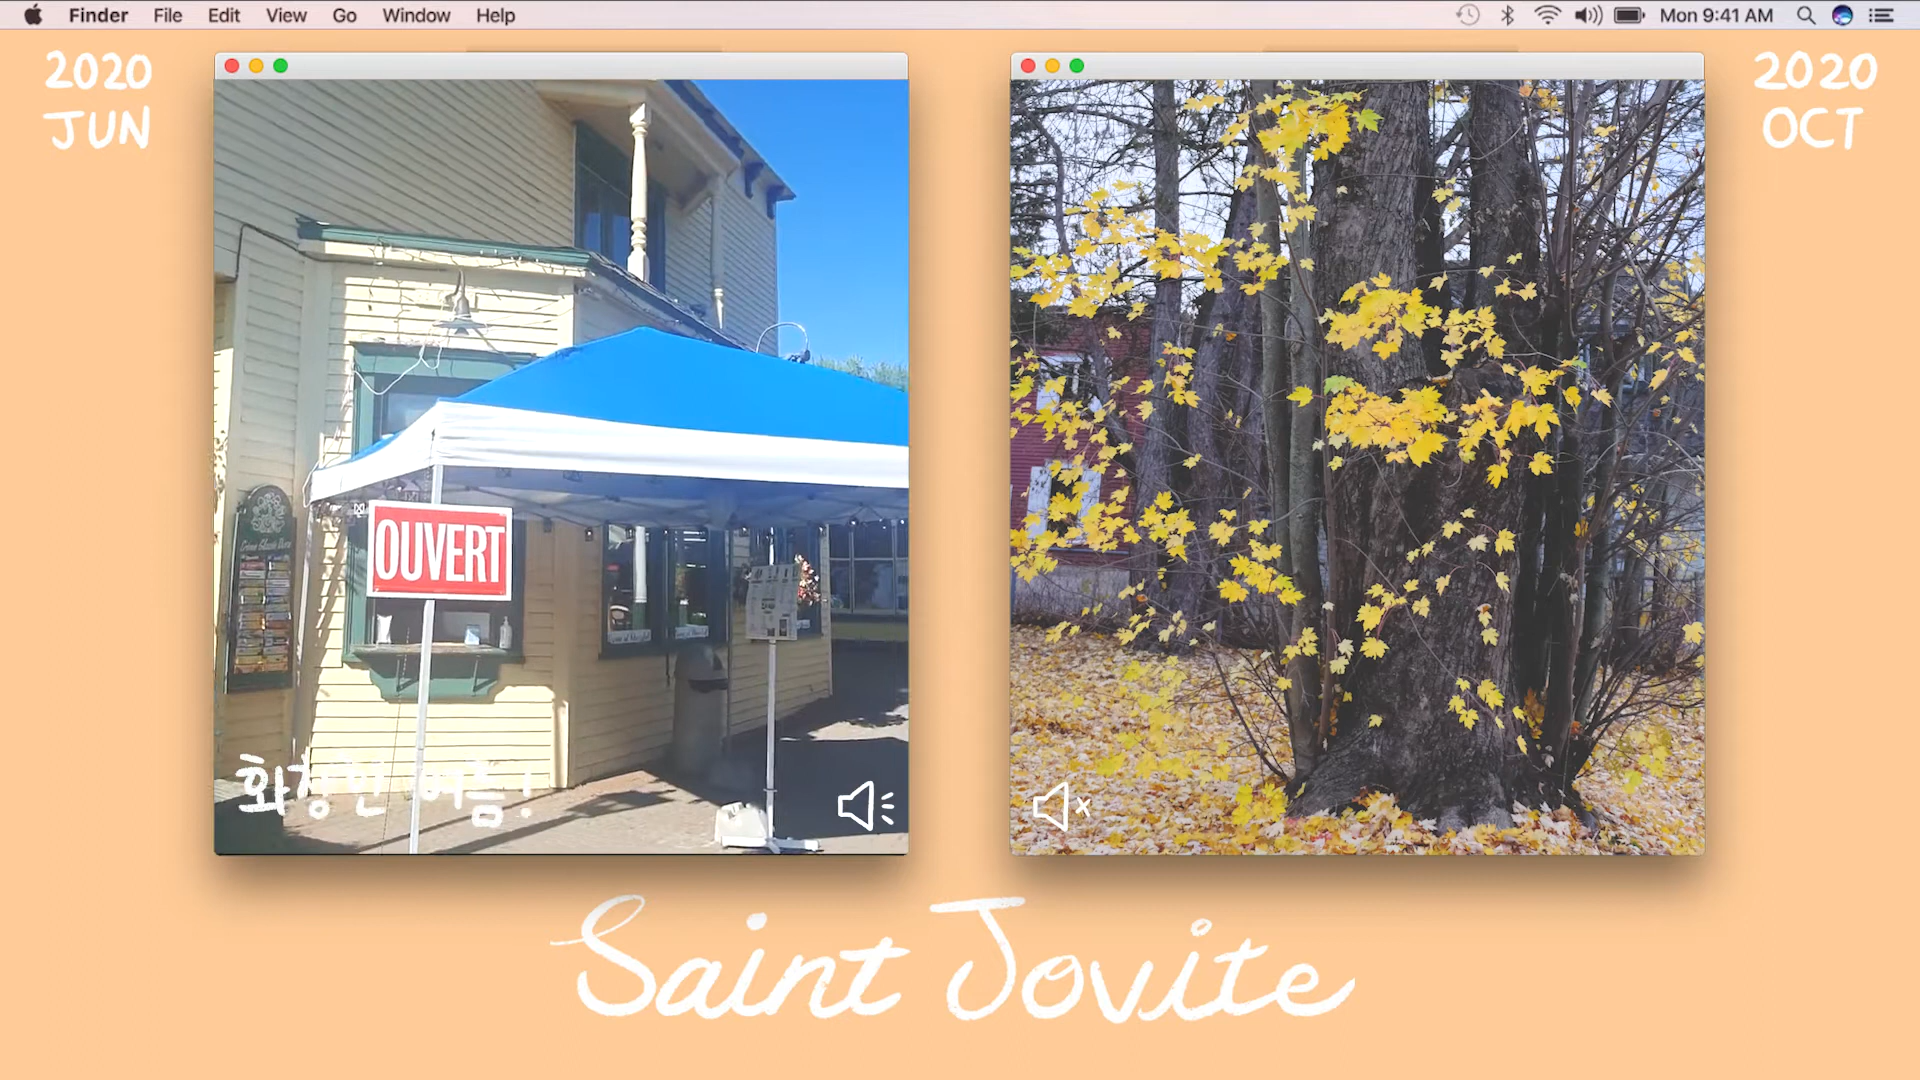 Finder File Edit View Go Window Help
Mon 9:41 AM
2020
JUN
2020
OCT
OUVERT
화창한 여름!
Saint Jovite